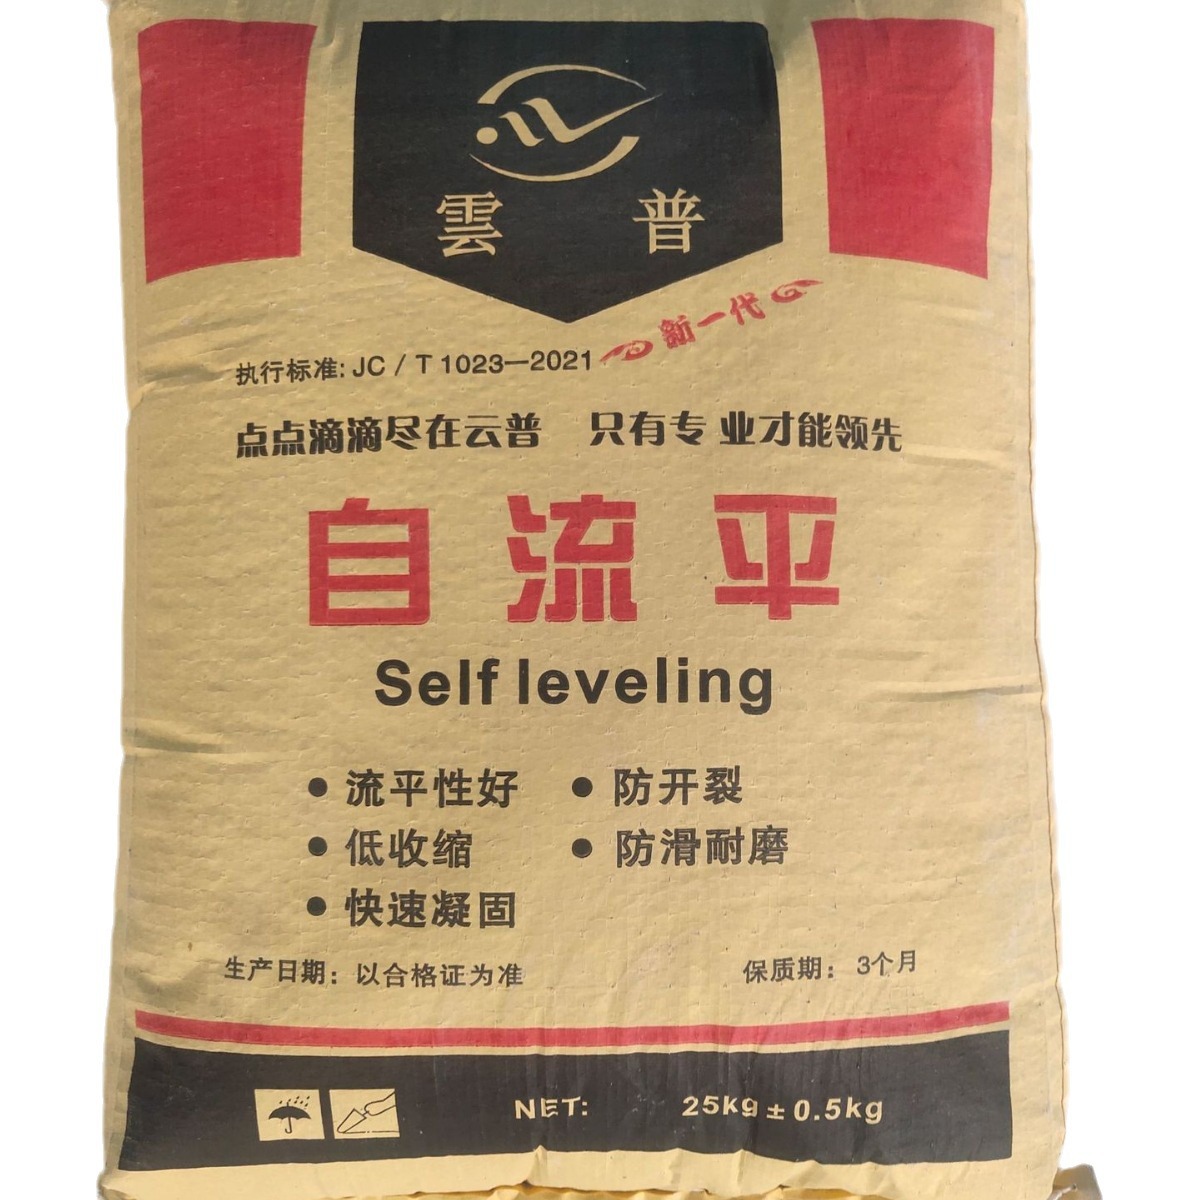 雲普
新一代
执行标准: JC / T 1023—2021
点点滴滴尽在云普 只有专业才能领先
自流平
Self leveling
● 流平性好 ● 防开裂
● 低收缩 ● 防滑耐磨
● 快速凝固
生产日期：以合格证为准 保质期：3个月
NET: 25kg±0.5kg